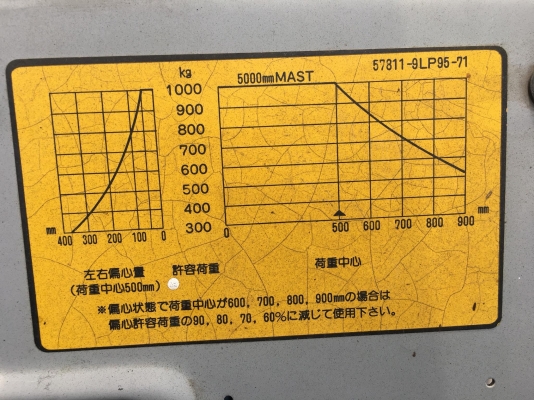 57811-9LP95-71
kg
5000mmMAST
1000
900
800
700
600
500
400
300
mm
400 300 200 100 0
0 500 600 700 800 900 mm
左右偏心量
(荷重中心500mm)
許容荷重
荷重中心
※偏心状態で荷重中心が600, 700, 800, 900mmの場合は
偏心許容荷重の90, 80, 70, 60%に減じて使用下さい。